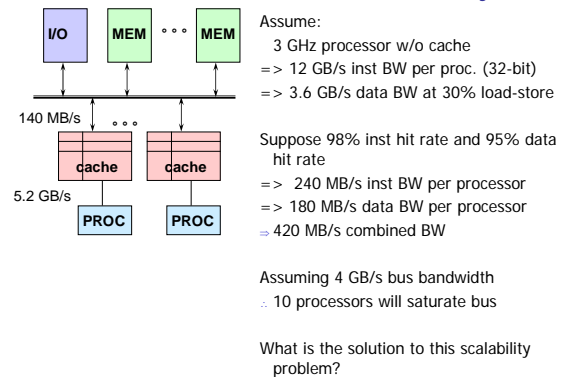 I/O
MEM
° ° °
MEM
140 MB/s
° ° °
cache
cache
5.2 GB/s
PROC
PROC
Assume:
3 GHz processor w/o cache
=> 12 GB/s inst BW per proc. (32-bit)
=> 3.6 GB/s data BW at 30% load-store
Suppose 98% inst hit rate and 95% data
hit rate
=> 240 MB/s inst BW per processor
=> 180 MB/s data BW per processor
⇒ 420 MB/s combined BW
Assuming 4 GB/s bus bandwidth
∴ 10 processors will saturate bus
What is the solution to this scalability
problem?